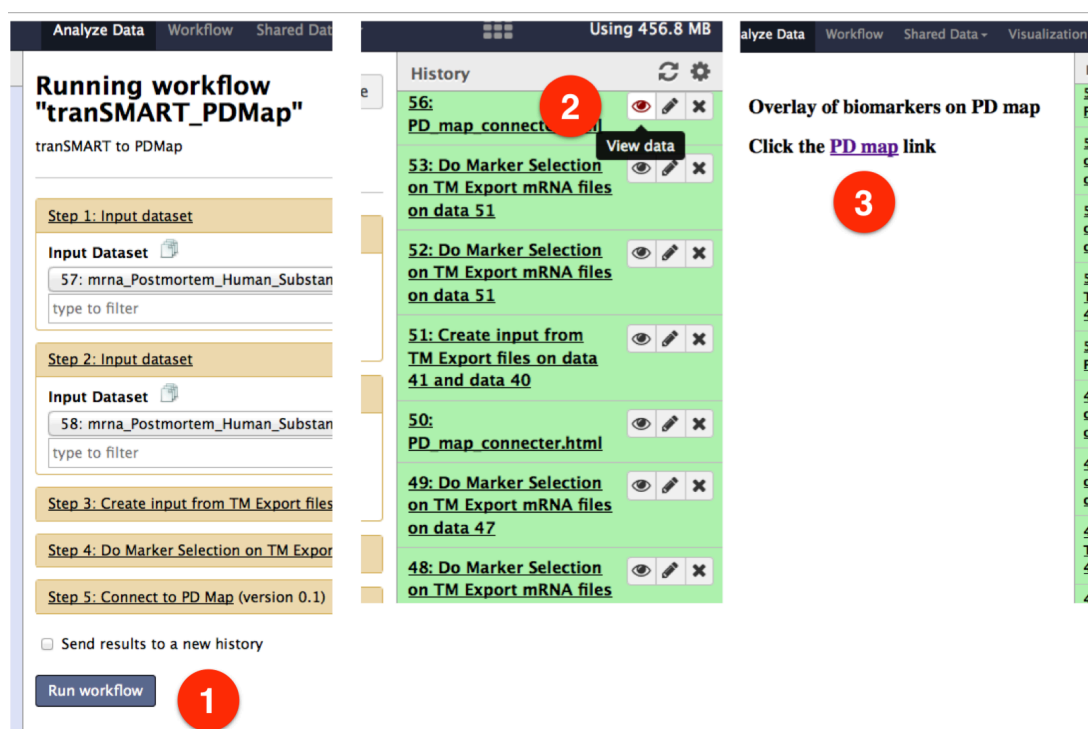 Analyze Data Workflow Shared Dat
Running workflow
"tranSMART_PDMap"
tranSMART to PDMap
Step 1: Input dataset
Input Dataset
57: mrna_Postmortem_Human_Substan
type to filter
Step 2: Input dataset
Input Dataset
58: mrna_Postmortem_Human_Substan
type to filter
Step 3: Create input from TM Export files
Step 4: Do Marker Selection on TM Expor
Step 5: Connect to PD Map (version 0.1)
Send results to a new history
Run workflow
1
Using 456.8 MB
e
History
56:
PD_map_connecter
2
View data
53: Do Marker Selection
on TM Export mRNA files
on data 51
52: Do Marker Selection
on TM Export mRNA files
on data 51
51: Create input from
TM Export files on data
41 and data 40
50:
PD_map_connecter.html
49: Do Marker Selection
on TM Export mRNA files
on data 47
48: Do Marker Selection
on TM Export mRNA files
alyze Data Workflow Shared Data Visualization
Overlay of biomarkers on PD map
Click the PD map link
3